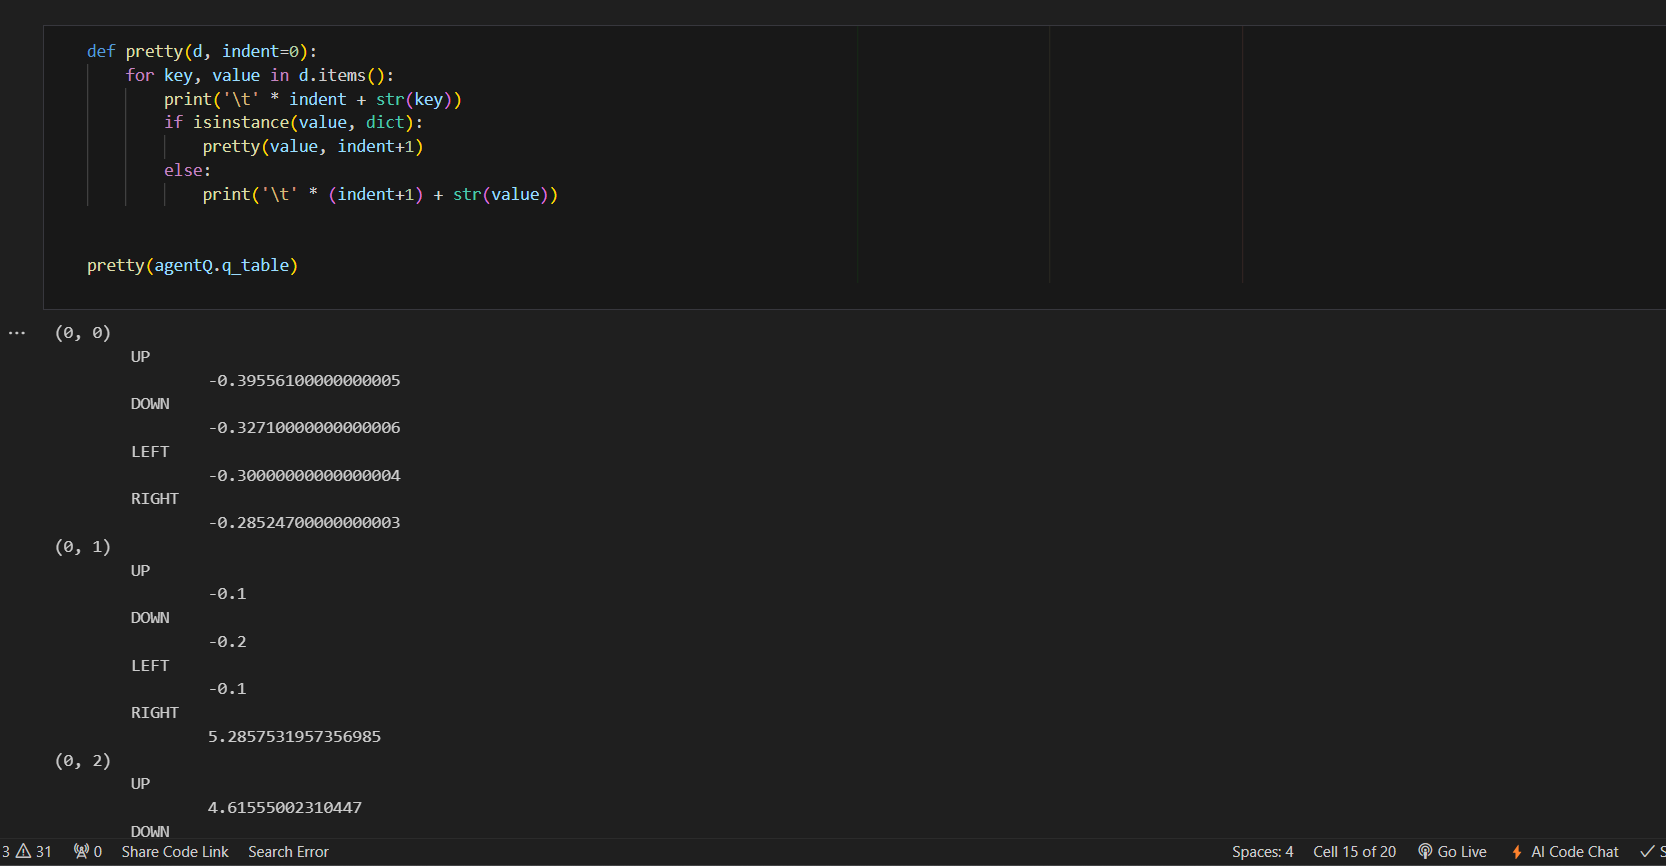 def pretty(d, indent=0):
for key, value in d.items():
print('\t' * indent + str(key))
if isinstance(value, dict):
pretty(value, indent+1)
else:
print('\t' * (indent+1) + str(value))
pretty(agentQ.q_table)
... (0, 0)
UP
-0.39556100000000005
DOWN
-0.32710000000000006
LEFT
-0.30000000000000004
RIGHT
-0.28524700000000003
(0, 1)
UP
-0.1
DOWN
-0.2
LEFT
-0.1
RIGHT
5.2857531957356985
(0, 2)
UP
4.61555002310447
DOWN
3 31 0 Share Code Link Search Error Spaces: 4 Cell 15 of 20 Go Live AI Code Chat